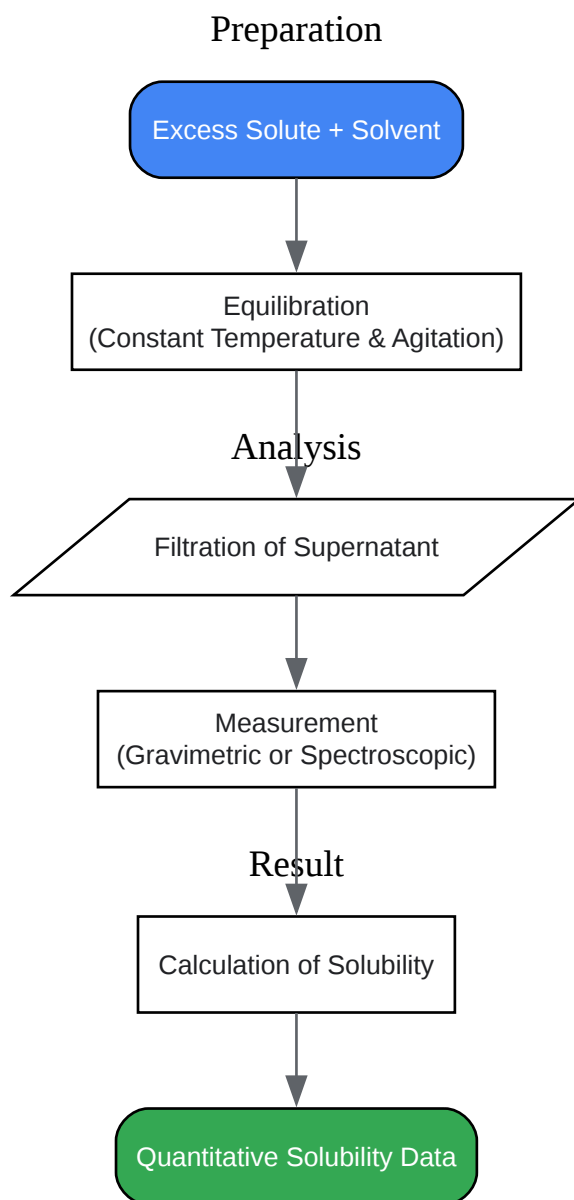 Preparation
Excess Solute + Solvent
Equilibration
(Constant Temperature & Agitation)
Analysis
Filtration of Supernatant
Measurement
(Gravimetric or Spectroscopic)
Result
Calculation of Solubility
Quantitative Solubility Data